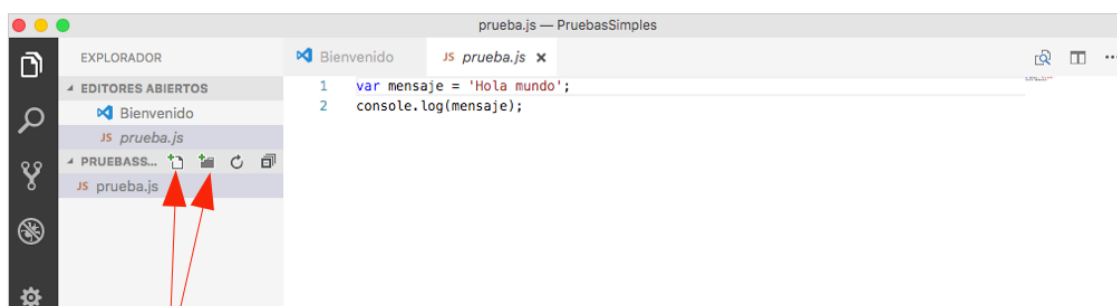 prueba.js — PruebasSimples
EXPLORADOR
EDITORES ABIERTOS
Bienvenido
JS prueba.js
PRUEBASS...
JS prueba.js
Bienvenido
JS prueba.js
1 var mensaje = 'Hola mundo';
2 console.log(mensaje);